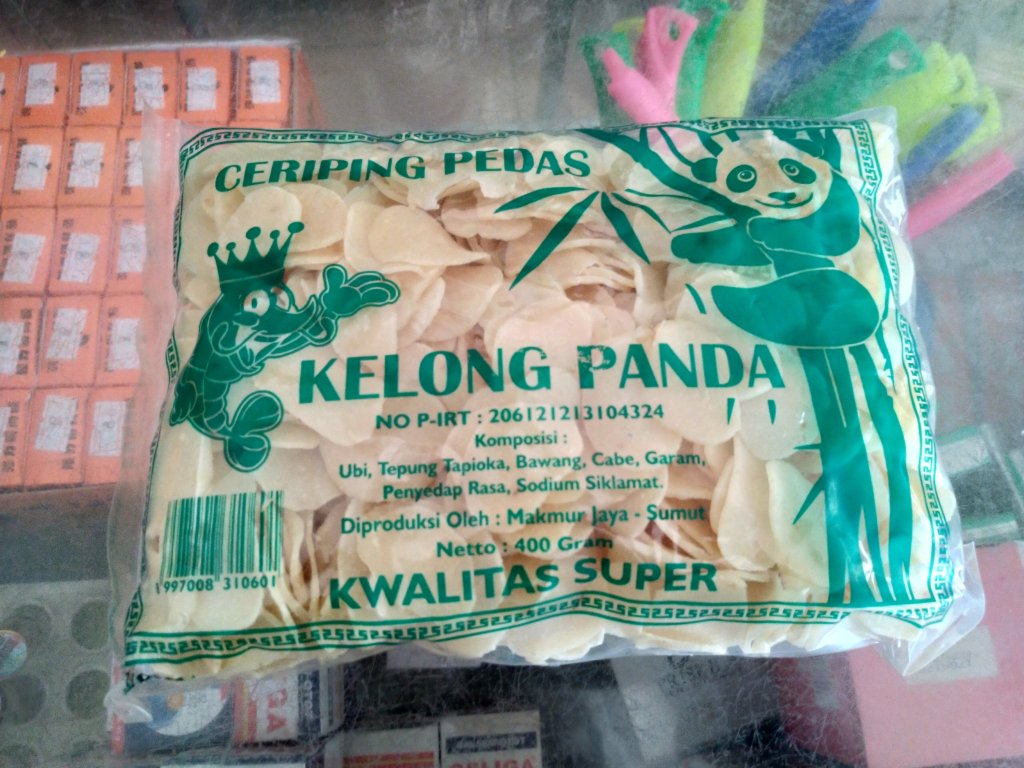 CERIPING PEDAS
KELONG PANDA
NO P-IRT : 206121213104324
Komposisi :
Ubi, Tepung Tapioka, Bawang, Cabe, Garam,
Penyedap Rasa, Sodium Siklamat.
Diproduksi Oleh : Makmur Jaya - Sumut
Netto : 400 Gram
KWALITAS SUPER
997008 310601